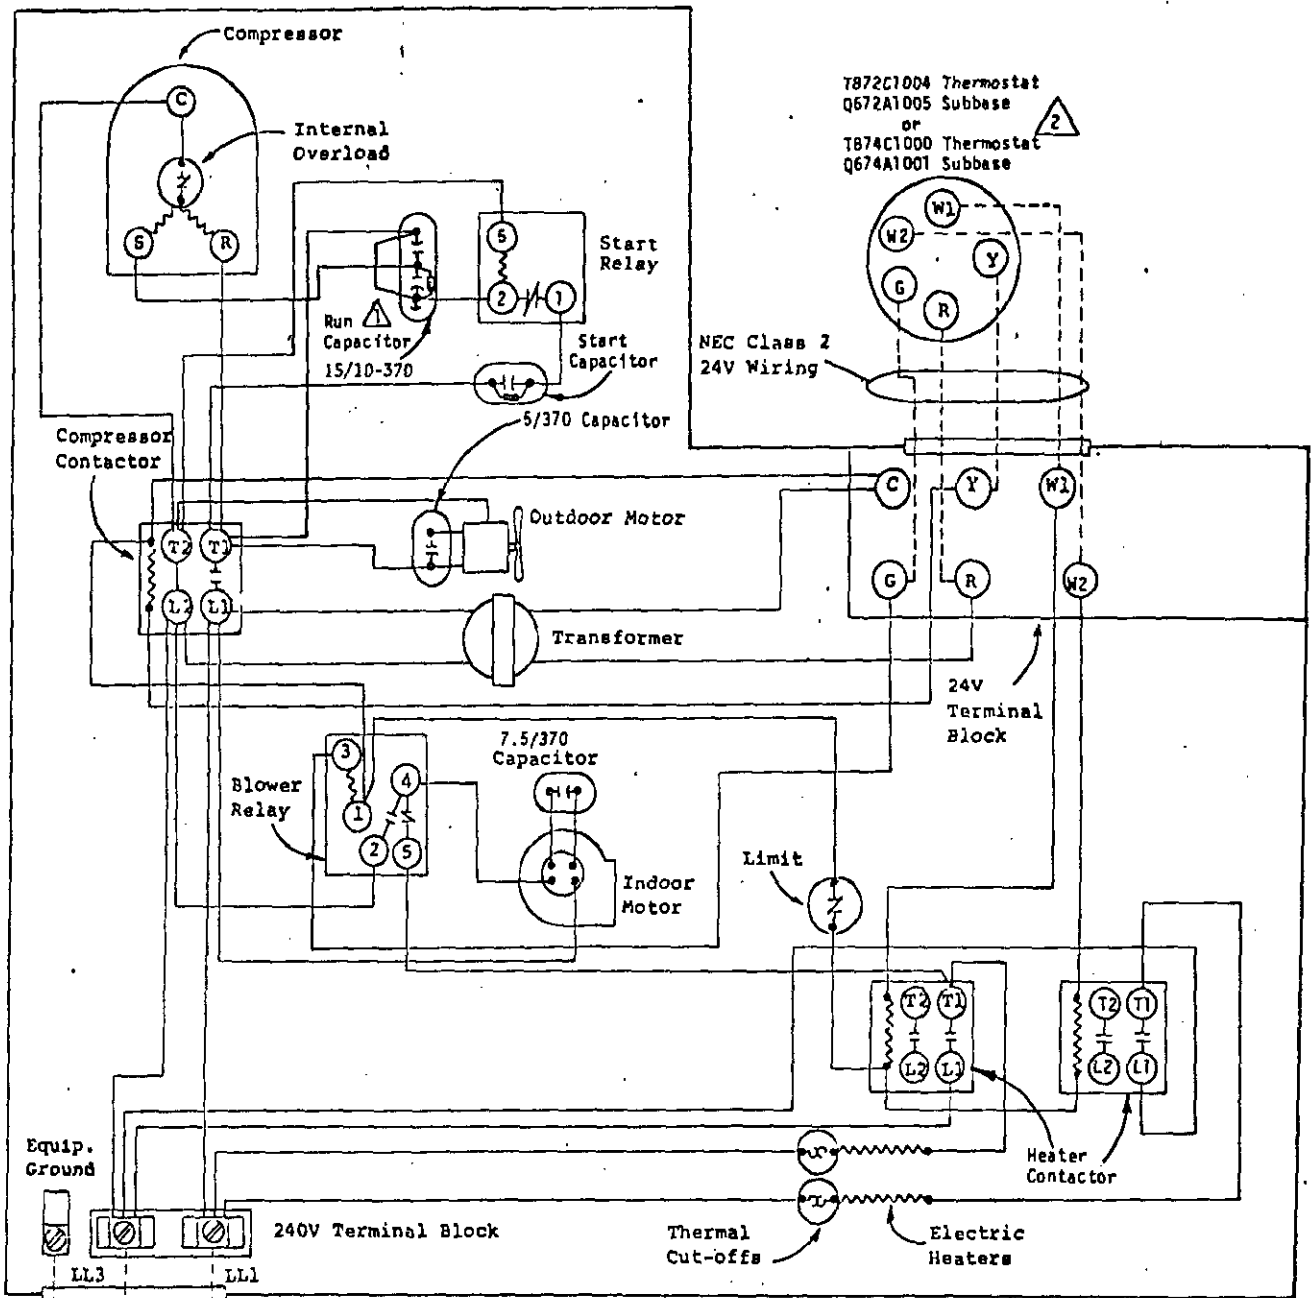 Compressor
C
Internal
Overload
S
R
5
2
1
Start
Relay
1
Run
Capacitor
15/10-370
Start
Capacitor
5/370 Capacitor
T872C1004 Thermostat
Q672A1005 Subbase
or
T874C1000 Thermostat
Q674A1001 Subbase
2
W1
W2
Y
G
R
NEC Class 2
24V Wiring
Compressor
Contactor
C
Y
W1
G
R
W2
T2
T1
L2
L1
Outdoor Motor
Transformer
24V
Terminal
Block
3
4
1
2
5
Blower
Relay
7.5/370
Capacitor
Indoor
Motor
Limit
T2
T1
L2
L1
T2
T1
L2
L1
Heater
Contactor
Equip.
Ground
240V Terminal Block
LL3
LL1
Thermal
Cut-offs
Electric
Heaters